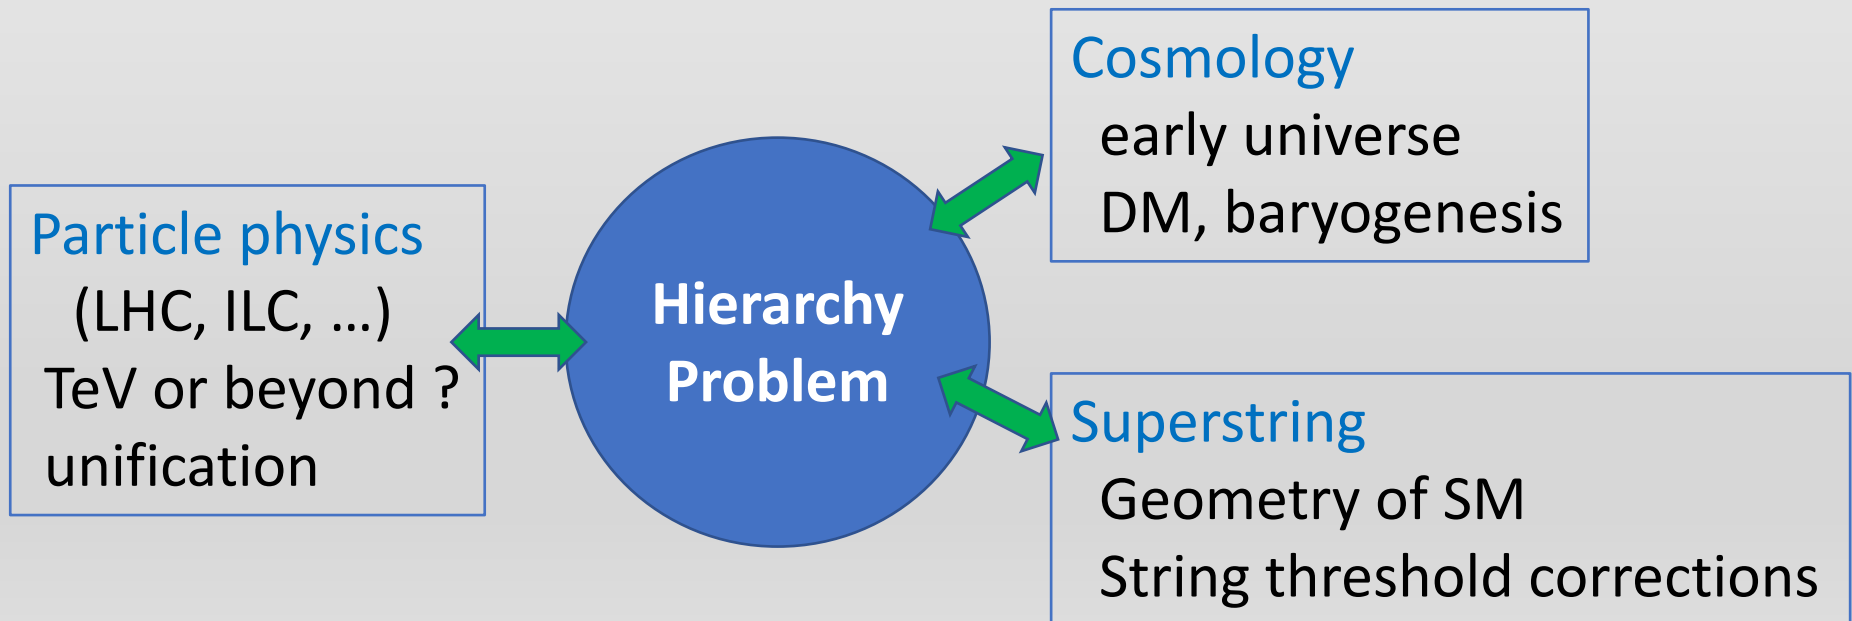 Particle physics
(LHC, ILC, ...)
TeV or beyond ?
unification
Hierarchy
Problem
Cosmology
early universe
DM, baryogenesis
Superstring
Geometry of SM
String threshold corrections